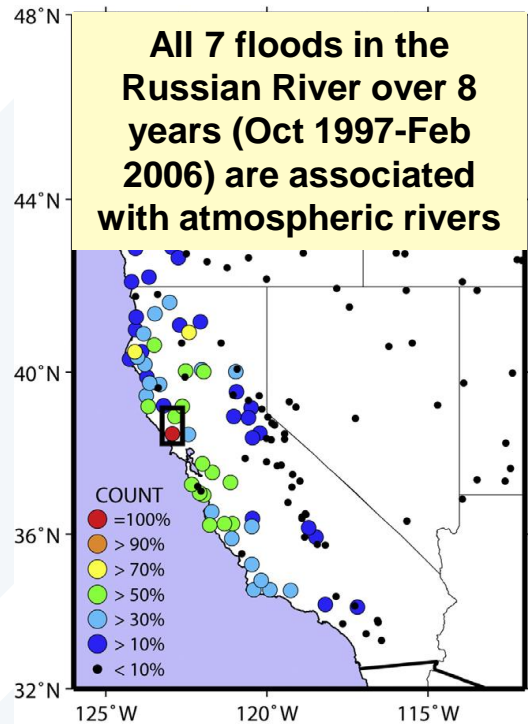 48°N
All 7 floods in the
Russian River over 8
years (Oct 1997-Feb
2006) are associated
with atmospheric rivers
44°N
40°N
COUNT
=100%
> 90%
> 70%
> 50%
> 30%
> 10%
< 10%
36°N
32°N
125°W 120°W 115°W